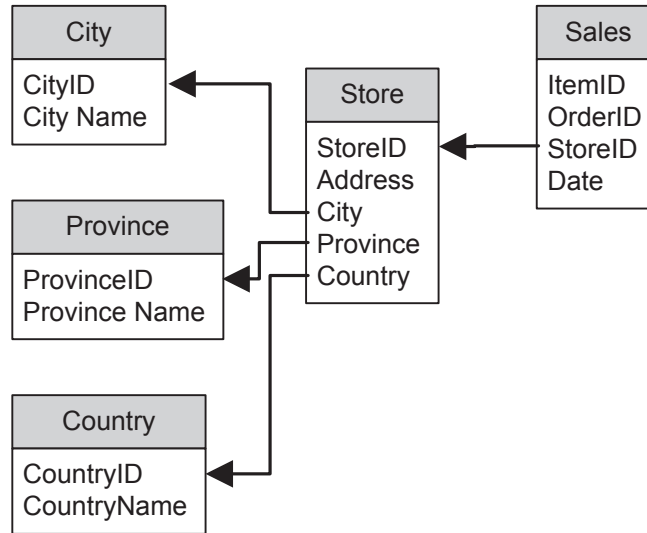 City
CityID
City Name
Province
ProvinceID
Province Name
Country
CountryID
CountryName
Store
StoreID
Address
City
Province
Country
Sales
ItemID
OrderID
StoreID
Date